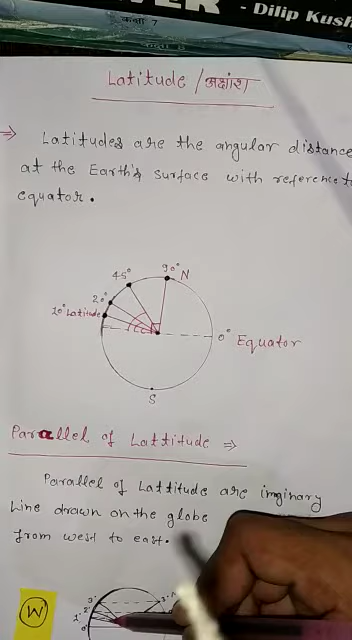 - Dilip Kush
कक्षा 7
Latitude / अक्षांश
⇒ Latitudes are the angular distance
at the Earth's surface with reference to
equator.
90° N
45°
20°
10° Latitude
0° Equator
S
Parallel of Lattitude ⇒
Parallel of Lattitude are imginary
Line drawn on the globe
from west to east.
W